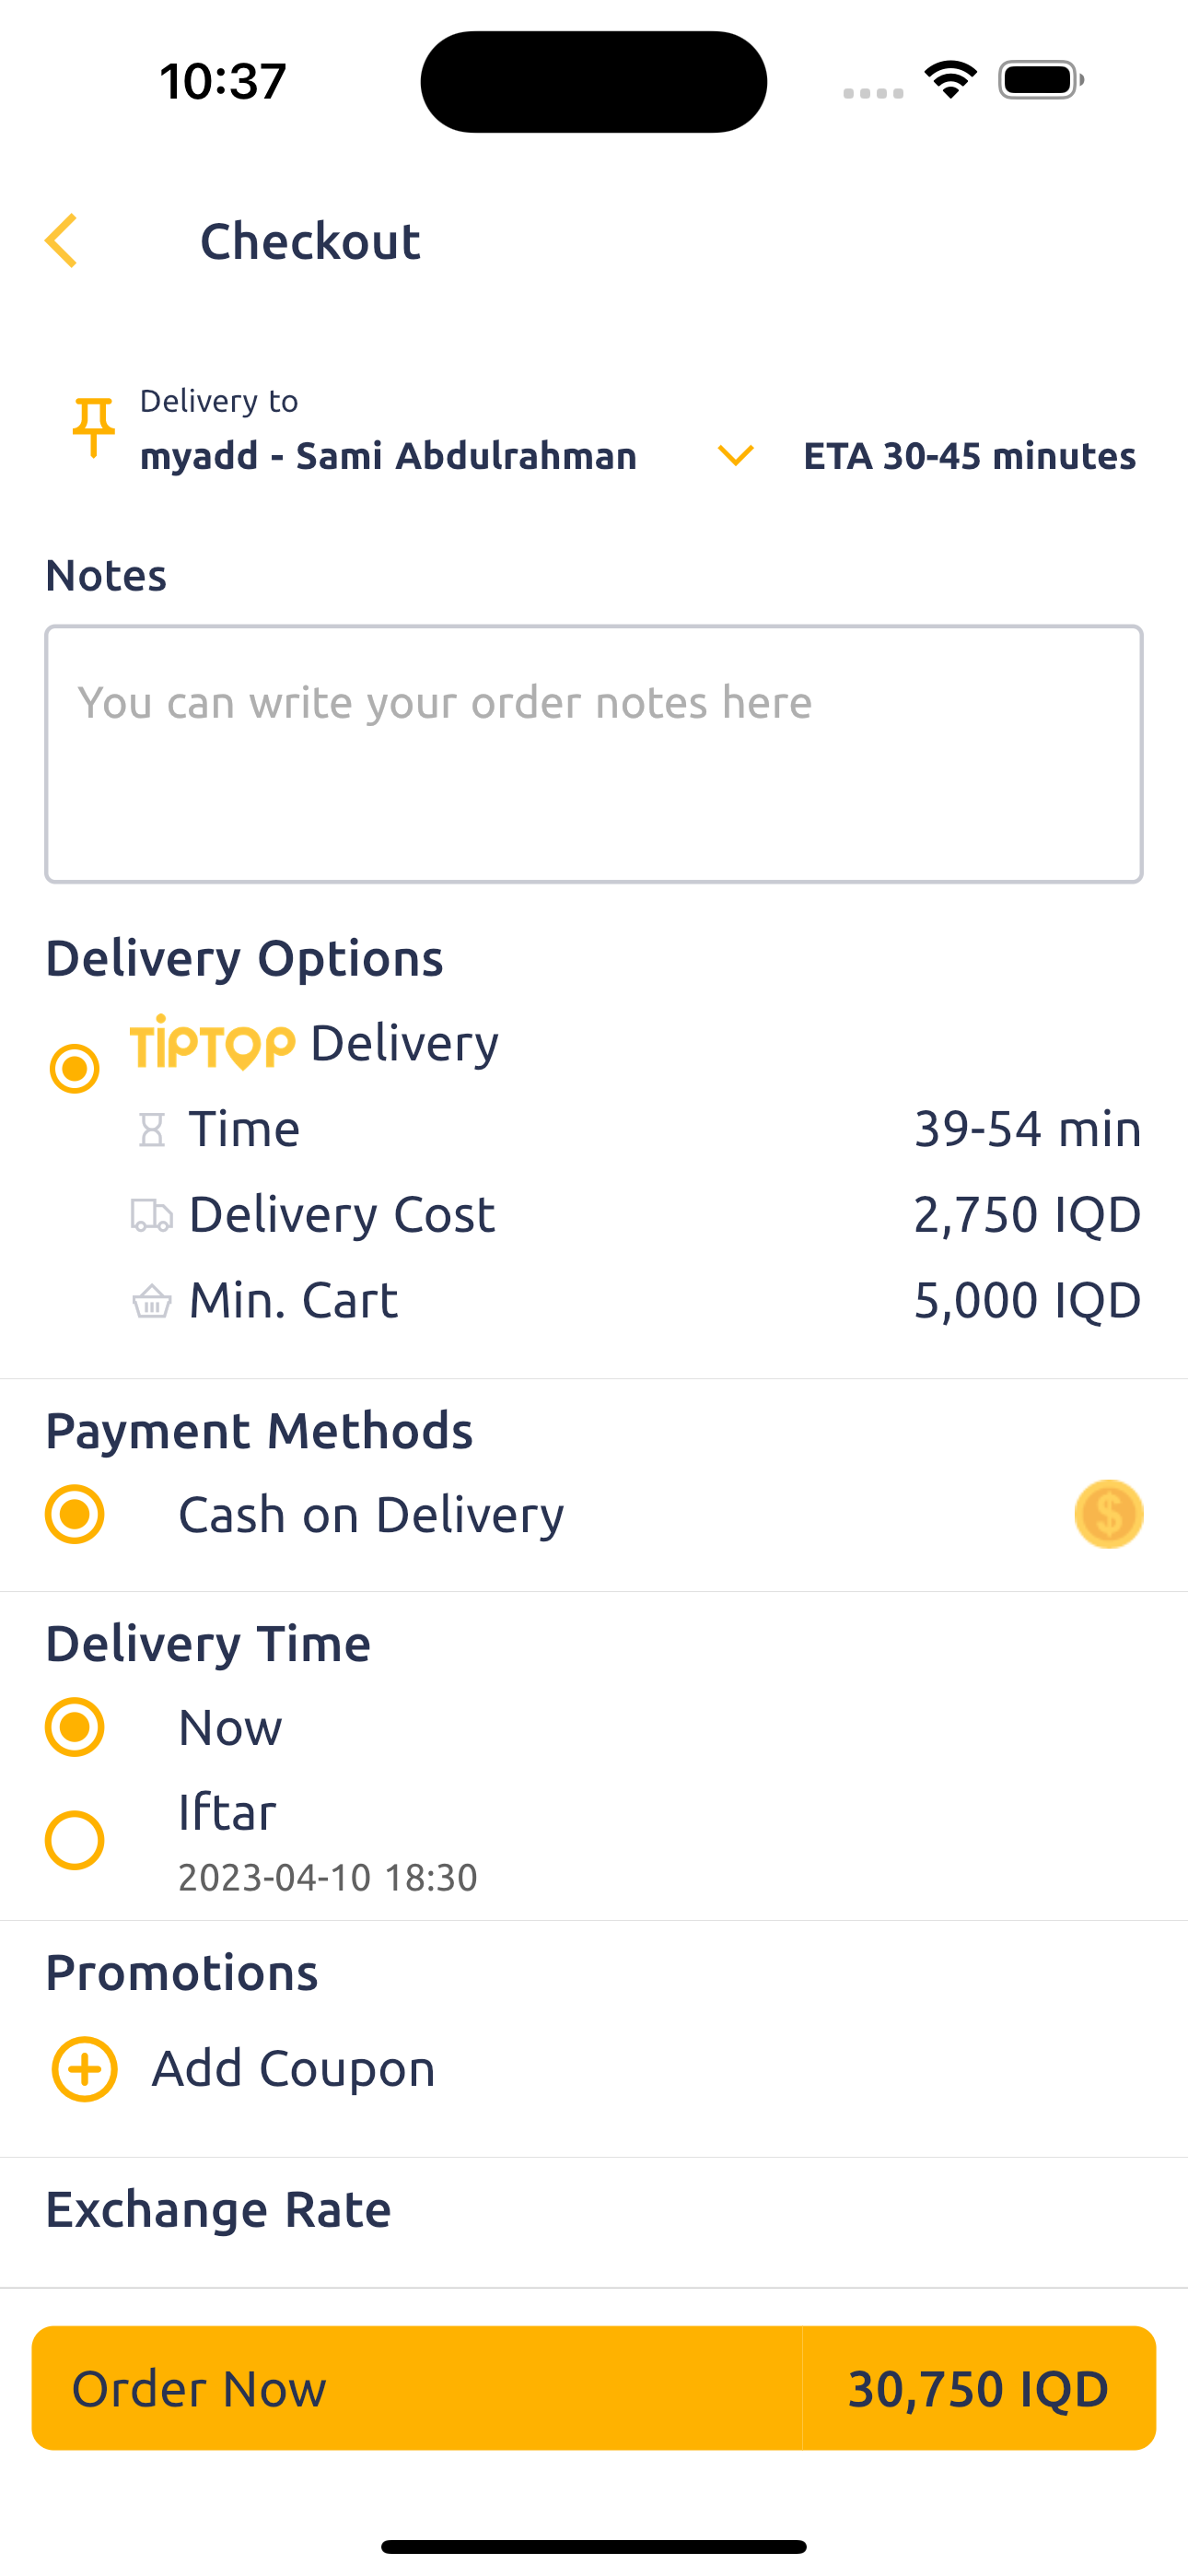 10:37
Checkout
Delivery to
myadd - Sami Abdulrahman
ETA 30-45 minutes
Notes
You can write your order notes here
Delivery Options
TiPTOP Delivery
Time 39-54 min
Delivery Cost 2,750 IQD
Min. Cart 5,000 IQD
Payment Methods
Cash on Delivery $
Delivery Time
Now
Iftar
2023-04-10 18:30
Promotions
Add Coupon
Exchange Rate
Order Now 30,750 IQD